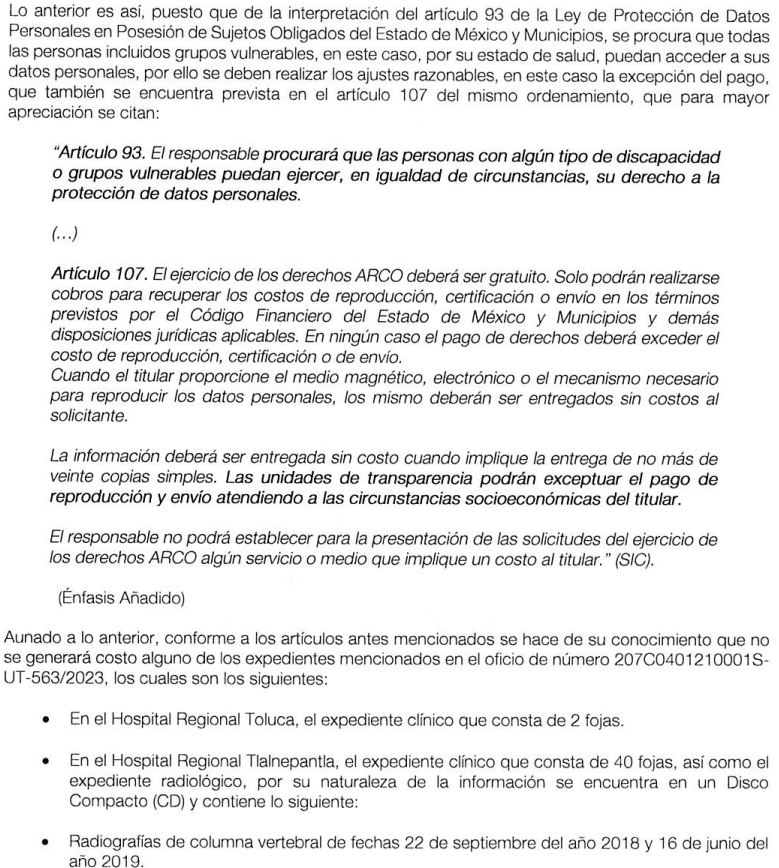 Lo anterior es así, puesto que de la interpretación del artículo 93 de la Ley de Protección de Datos
Personales en Posesión de Sujetos Obligados del Estado de México y Municipios, se procura que todas
las personas incluidos grupos vulnerables, en este caso, por su estado de salud, puedan acceder a sus
datos personales, por ello se deben realizar los ajustes razonables, en este caso la excepción del pago,
que también se encuentra prevista en el artículo 107 del mismo ordenamiento, que para mayor
apreciación se citan:
“Artículo 93. El responsable procurará que las personas con algún tipo de discapacidad
o grupos vulnerables puedan ejercer, en igualdad de circunstancias, su derecho a la
protección de datos personales.
(...)
Artículo 107. El ejercicio de los derechos ARCO deberá ser gratuito. Solo podrán realizarse
cobros para recuperar los costos de reproducción, certificación o envío en los términos
previstos por el Código Financiero del Estado de México y Municipios y demás
disposiciones jurídicas aplicables. En ningún caso el pago de derechos deberá exceder el
costo de reproducción, certificación o de envío.
Cuando el titular proporcione el medio magnético, electrónico o el mecanismo necesario
para reproducir los datos personales, los mismo deberán ser entregados sin costos al
solicitante.
La información deberá ser entregada sin costo cuando implique la entrega de no más de
veinte copias simples. Las unidades de transparencia podrán exceptuar el pago de
reproducción y envío atendiendo a las circunstancias socioeconómicas del titular.
El responsable no podrá establecer para la presentación de las solicitudes del ejercicio de
los derechos ARCO algún servicio o medio que implique un costo al titular.” (SIC).
(Énfasis Añadido)
Aunado a lo anterior, conforme a los artículos antes mencionados se hace de su conocimiento que no
se generará costo alguno de los expedientes mencionados en el oficio de número 207C0401210001S-
UT-563/2023, los cuales son los siguientes:
• En el Hospital Regional Toluca, el expediente clínico que consta de 2 fojas.
• En el Hospital Regional Tlalnepantla, el expediente clínico que consta de 40 fojas, así como el
expediente radiológico, por su naturaleza de la información se encuentra en un Disco
Compacto (CD) y contiene lo siguiente:
• Radiografías de columna vertebral de fechas 22 de septiembre del año 2018 y 16 de junio del
año 2019.